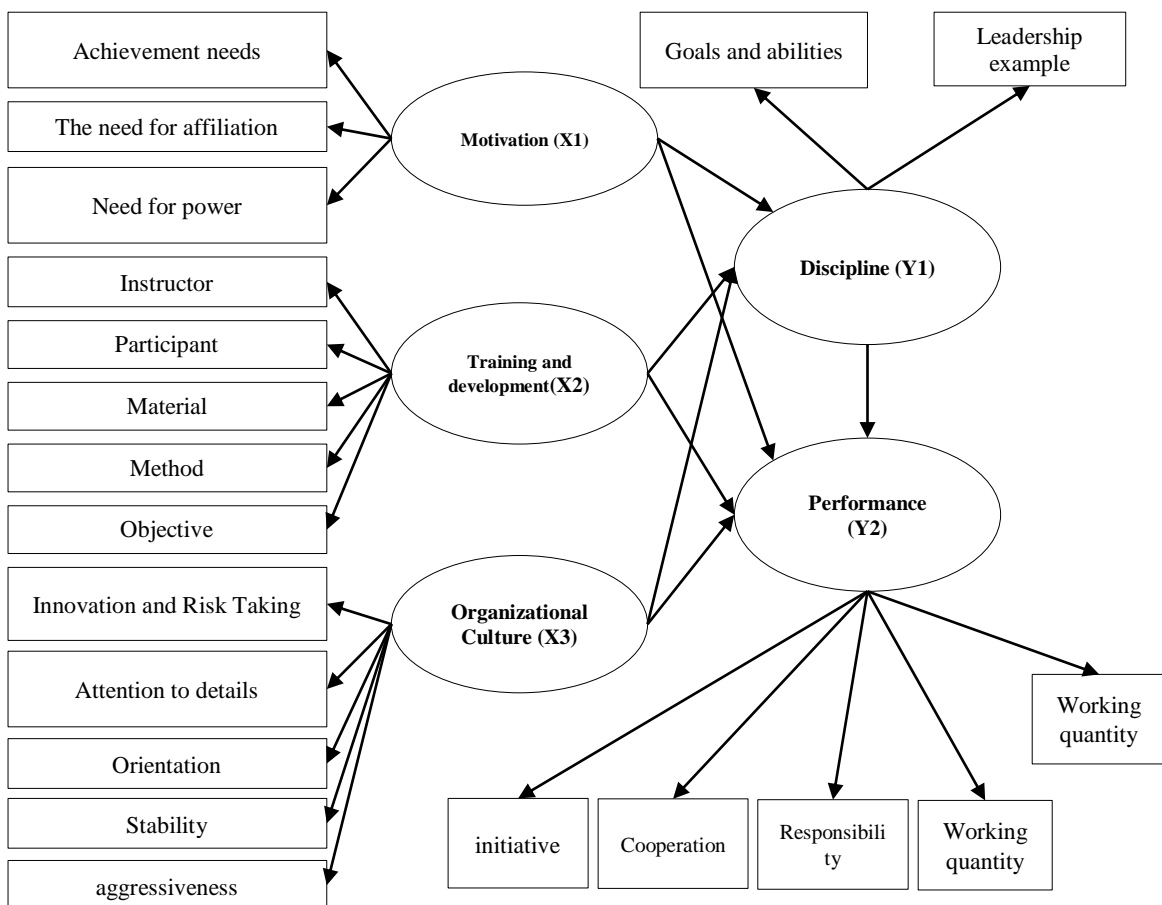 Achievement needs
The need for affiliation
Need for power
Instructor
Participant
Material
Method
Objective
Innovation and Risk Taking
Attention to details
Orientation
Stability
aggressiveness
Motivation (X1)
Training and
development(X2)
Organizational
Culture (X3)
Goals and abilities
Leadership
example
Discipline (Y1)
Performance
(Y2)
initiative
Cooperation
Responsibili
ty
Working
quantity
Working
quantity